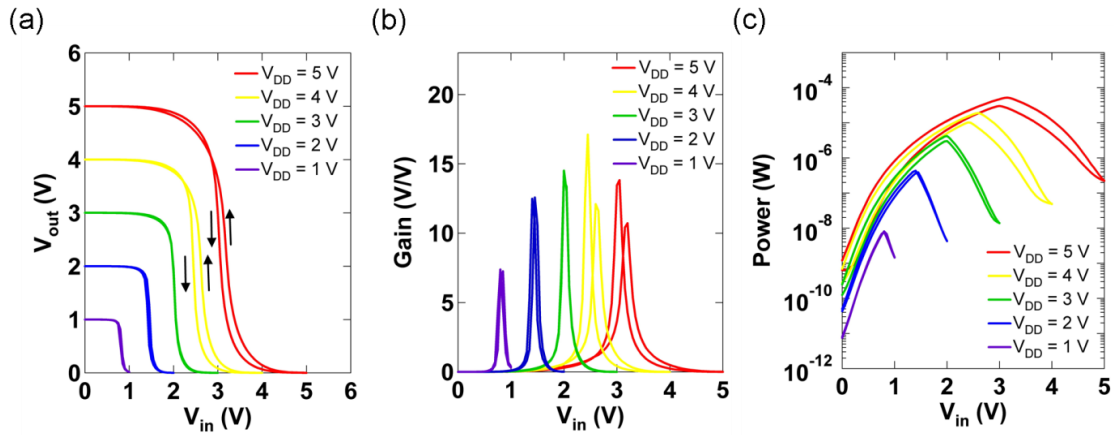 (a)
V_out (V)
6
5
4
3
2
1
0
V_DD = 5 V
V_DD = 4 V
V_DD = 3 V
V_DD = 2 V
V_DD = 1 V
0 1 2 3 4 5 6
V_in (V)
(b)
Gain (V/V)
20
15
10
5
0
V_DD = 5 V
V_DD = 4 V
V_DD = 3 V
V_DD = 2 V
V_DD = 1 V
0 1 2 3 4 5
V_in (V)
(c)
Power (W)
10^-4
10^-6
10^-8
10^-10
10^-12
V_DD = 5 V
V_DD = 4 V
V_DD = 3 V
V_DD = 2 V
V_DD = 1 V
0 1 2 3 4 5
V_in (V)